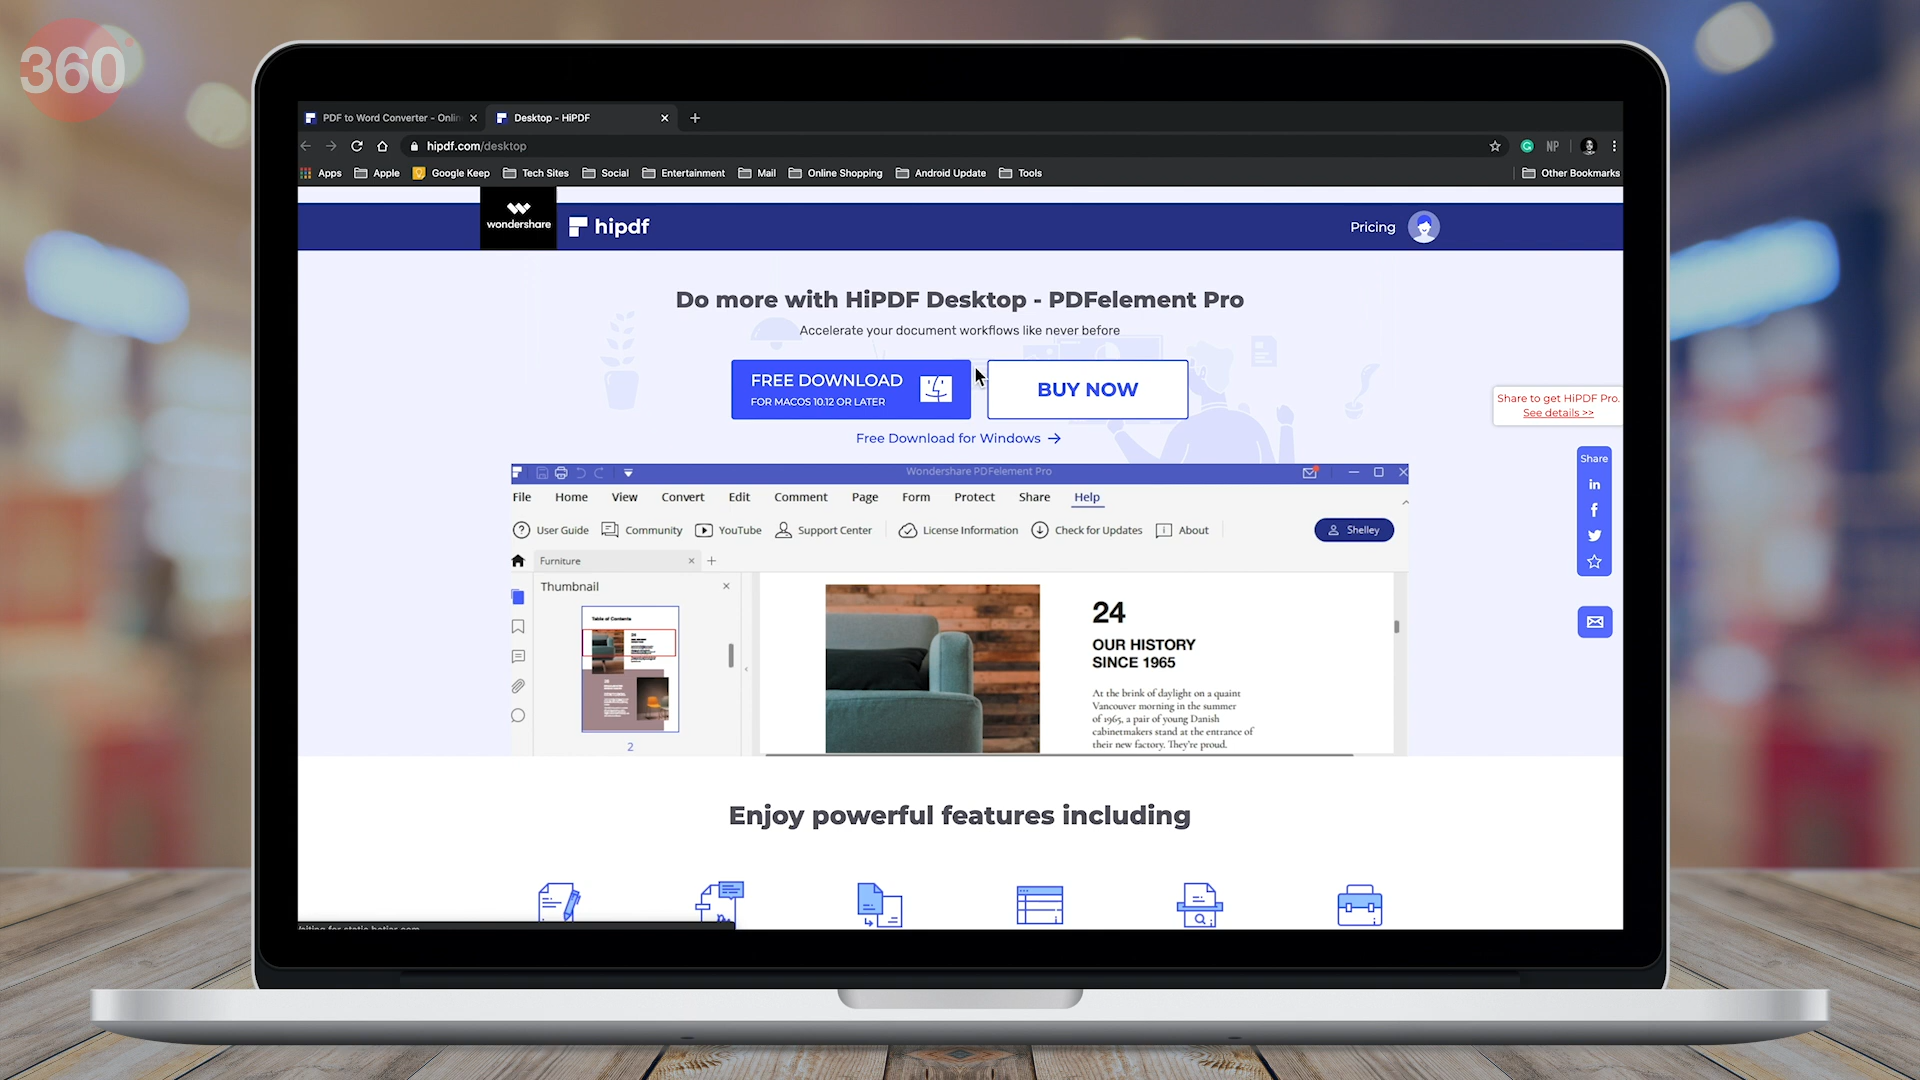 360
PDF to Word Converter - Onlin
Desktop - HiPDF
hipdf.com/desktop
Apps
Apple
Google Keep
Tech Sites
Social
Entertainment
Mail
Online Shopping
Android Update
Tools
Other Bookmarks
NP
wondershare
hipdf
Pricing
Do more with HiPDF Desktop - PDFelement Pro
Accelerate your document workflows like never before
FREE DOWNLOAD
FOR MACOS 10.12 OR LATER
BUY NOW
Free Download for Windows
Share to get HiPDF Pro.
See details >>
Share
Wondershare PDFelement Pro
File Home View Convert Edit Comment Page Form Protect Share Help
User Guide Community YouTube Support Center License Information Check for Updates About
Shelley
Furniture
Thumbnail
Table of Contents
2
24
OUR HISTORY
SINCE 1965
At the brink of daylight on a quaint
Vancouver morning in the summer
of 1965, a pair of young Danish
cabinetmakers stand at the entrance of
their new factory. They're proud.
Enjoy powerful features including